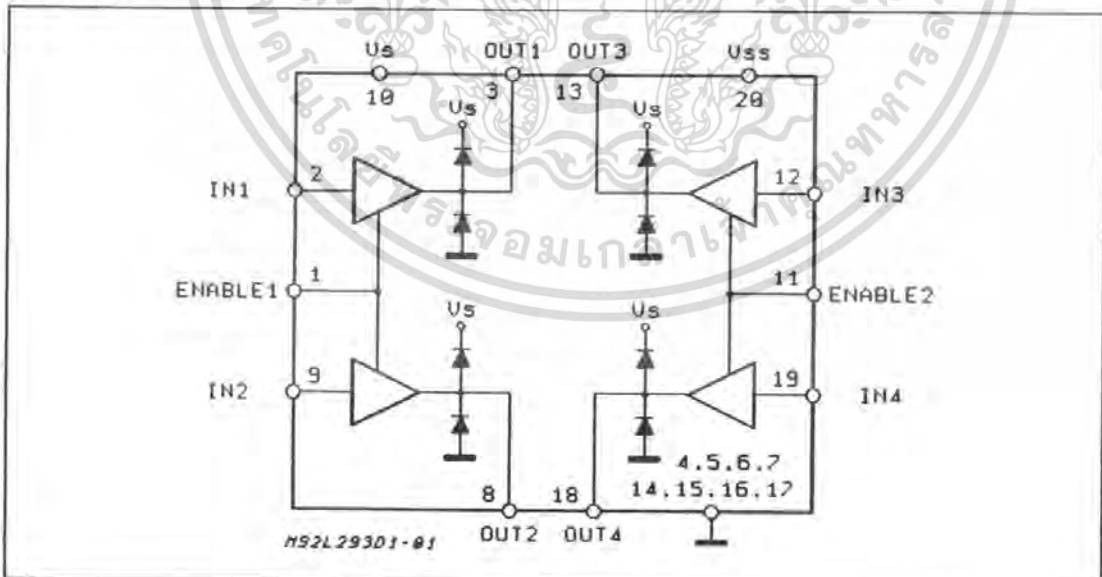 Vs OUT1 OUT3 Vss
10 3 13 20
Vs Vs
IN1 2 12 IN3
ENABLE1 1 11 ENABLE2
Vs Vs
IN2 9 19 IN4
4.5.6.7
8 18 14.15.16.17
OUT2 OUT4
M92L293D1-01